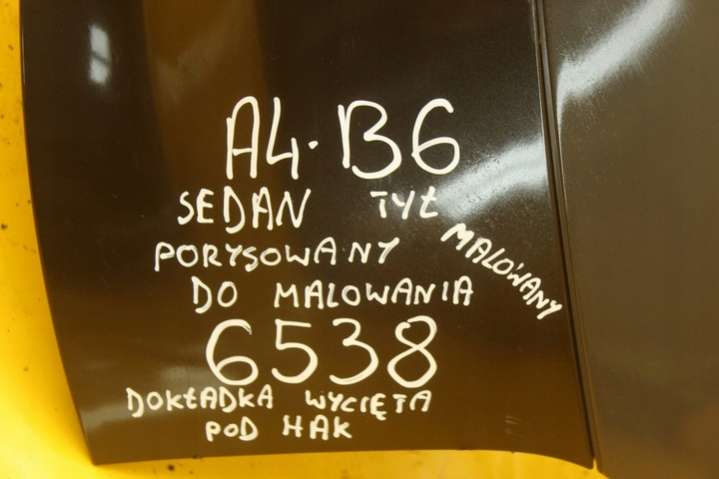 A4·B6
SEDAN TYŁ
PORYSOWANY
MALOWANY
DO MALOWANIA
6538
DOKŁADKA WYCIĘTA
POD HAK